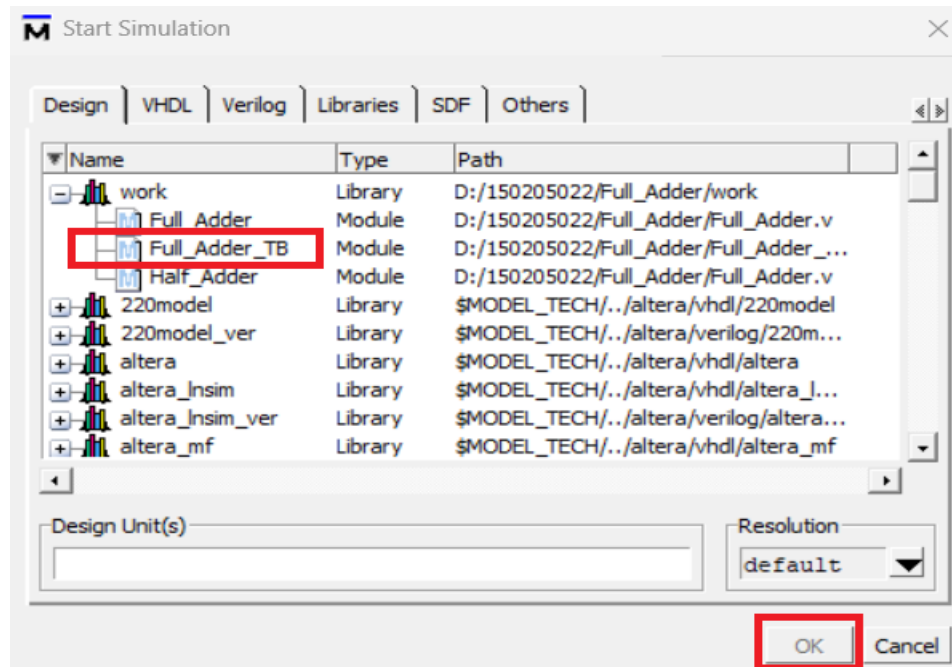 M Start Simulation
Design VHDL Verilog Libraries SDF Others
Name Type Path
work Library D:/150205022/Full_Adder/work
Full_Adder Module D:/150205022/Full_Adder/Full_Adder.v
Full_Adder_TB Module D:/150205022/Full_Adder/Full_Adder_...
Half_Adder Module D:/150205022/Full_Adder/Full_Adder.v
220model Library $MODEL_TECH/../altera/vhdl/220model
220model_ver Library $MODEL_TECH/../altera/verilog/220m...
altera Library $MODEL_TECH/../altera/vhdl/altera
altera_lnsim Library $MODEL_TECH/../altera/vhdl/altera_l...
altera_lnsim_ver Library $MODEL_TECH/../altera/verilog/altera...
altera_mf Library $MODEL_TECH/../altera/vhdl/altera_mf
Design Unit(s) Resolution
default
OK Cancel